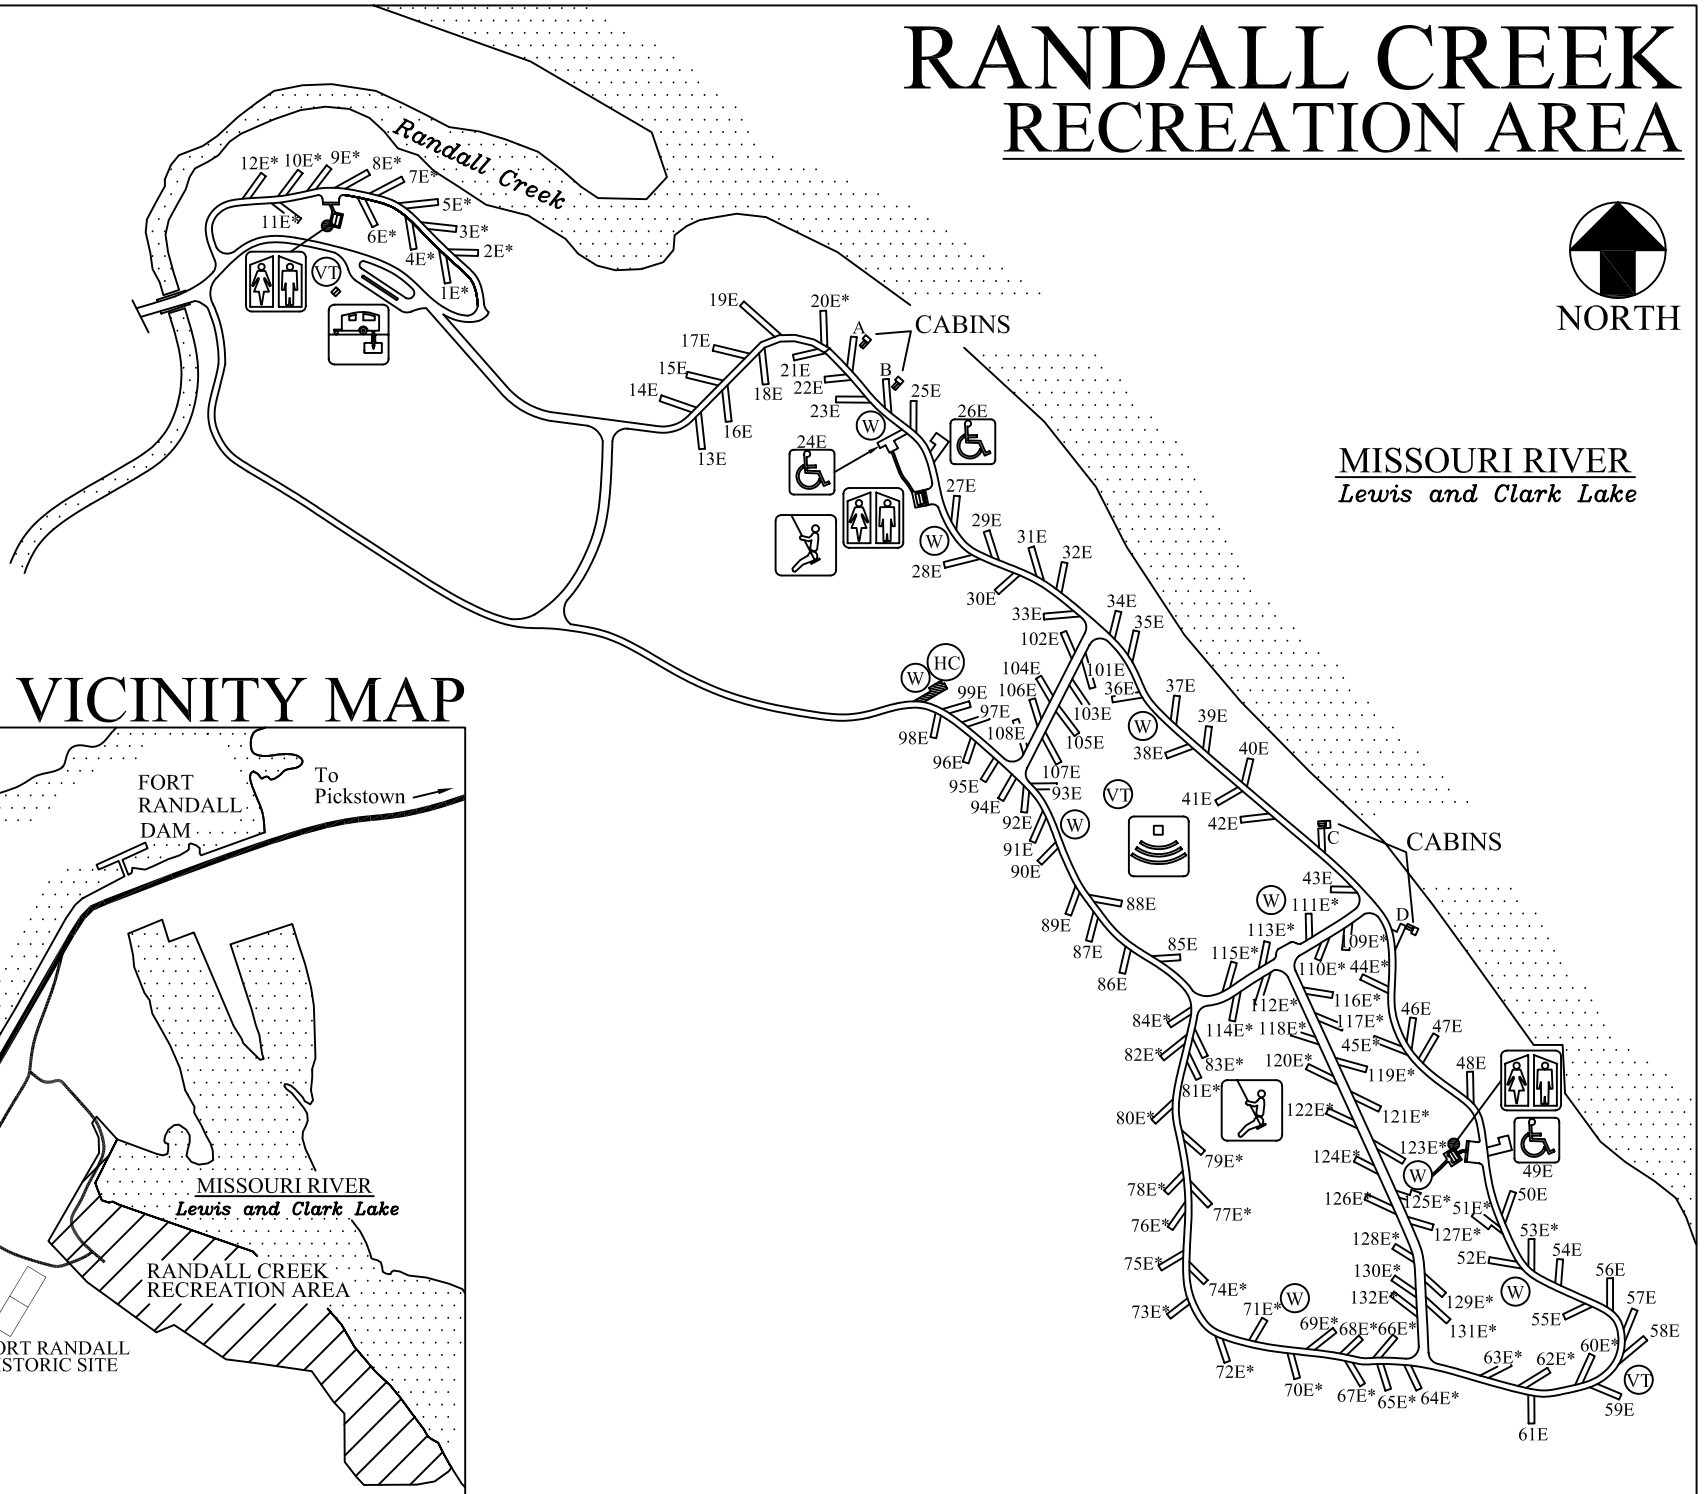 RANDALL CREEK
RECREATION AREA
NORTH
MISSOURI RIVER
Lewis and Clark Lake
Randall Creek
12E*
10E*
9E*
8E*
7E*
11E*
5E*
6E*
3E*
4E*
2E*
1E*
VT
19E
20E*
A
CABINS
17E
15E
14E
21E
22E
18E
B
25E
23E
16E
W
26E
24E
13E
27E
29E
W
28E
31E
32E
30E
33E
34E
35E
102E
W
HC
104E
101E
36E
37E
99E
106E
97E
103E
39E
98E
108E
105E
W
38E
40E
96E
107E
95E
93E
VT
41E
94E
92E
W
42E
C
CABINS
91E
90E
43E
W
111E*
88E
D
89E
113E*
09E*
87E
85E
115E*
110E*
44E*
86E
112E*
116E*
84E*
114E*
118E*
117E*
46E
47E
82E*
83E*
120E*
45E*
119E*
48E
81E*
80E*
122E*
121E*
79E*
124E*
123E*
49E
W
78E*
77E*
126E*
125E*
51E*
50E
76E*
127E*
53E*
128E*
54E
75E*
52E
130E*
56E
74E*
71E*
W
132E*
129E*
W
55E
57E
73E*
69E*
68E*
66E*
131E*
58E
60E*
72E*
70E*
67E*
65E*
64E*
63E*
62E*
VT
59E
61E
VICINITY MAP
FORT
RANDALL
DAM
To
Pickstown
MISSOURI RIVER
Lewis and Clark Lake
RANDALL CREEK
RECREATION AREA
ORT RANDALL
ISTORIC SITE